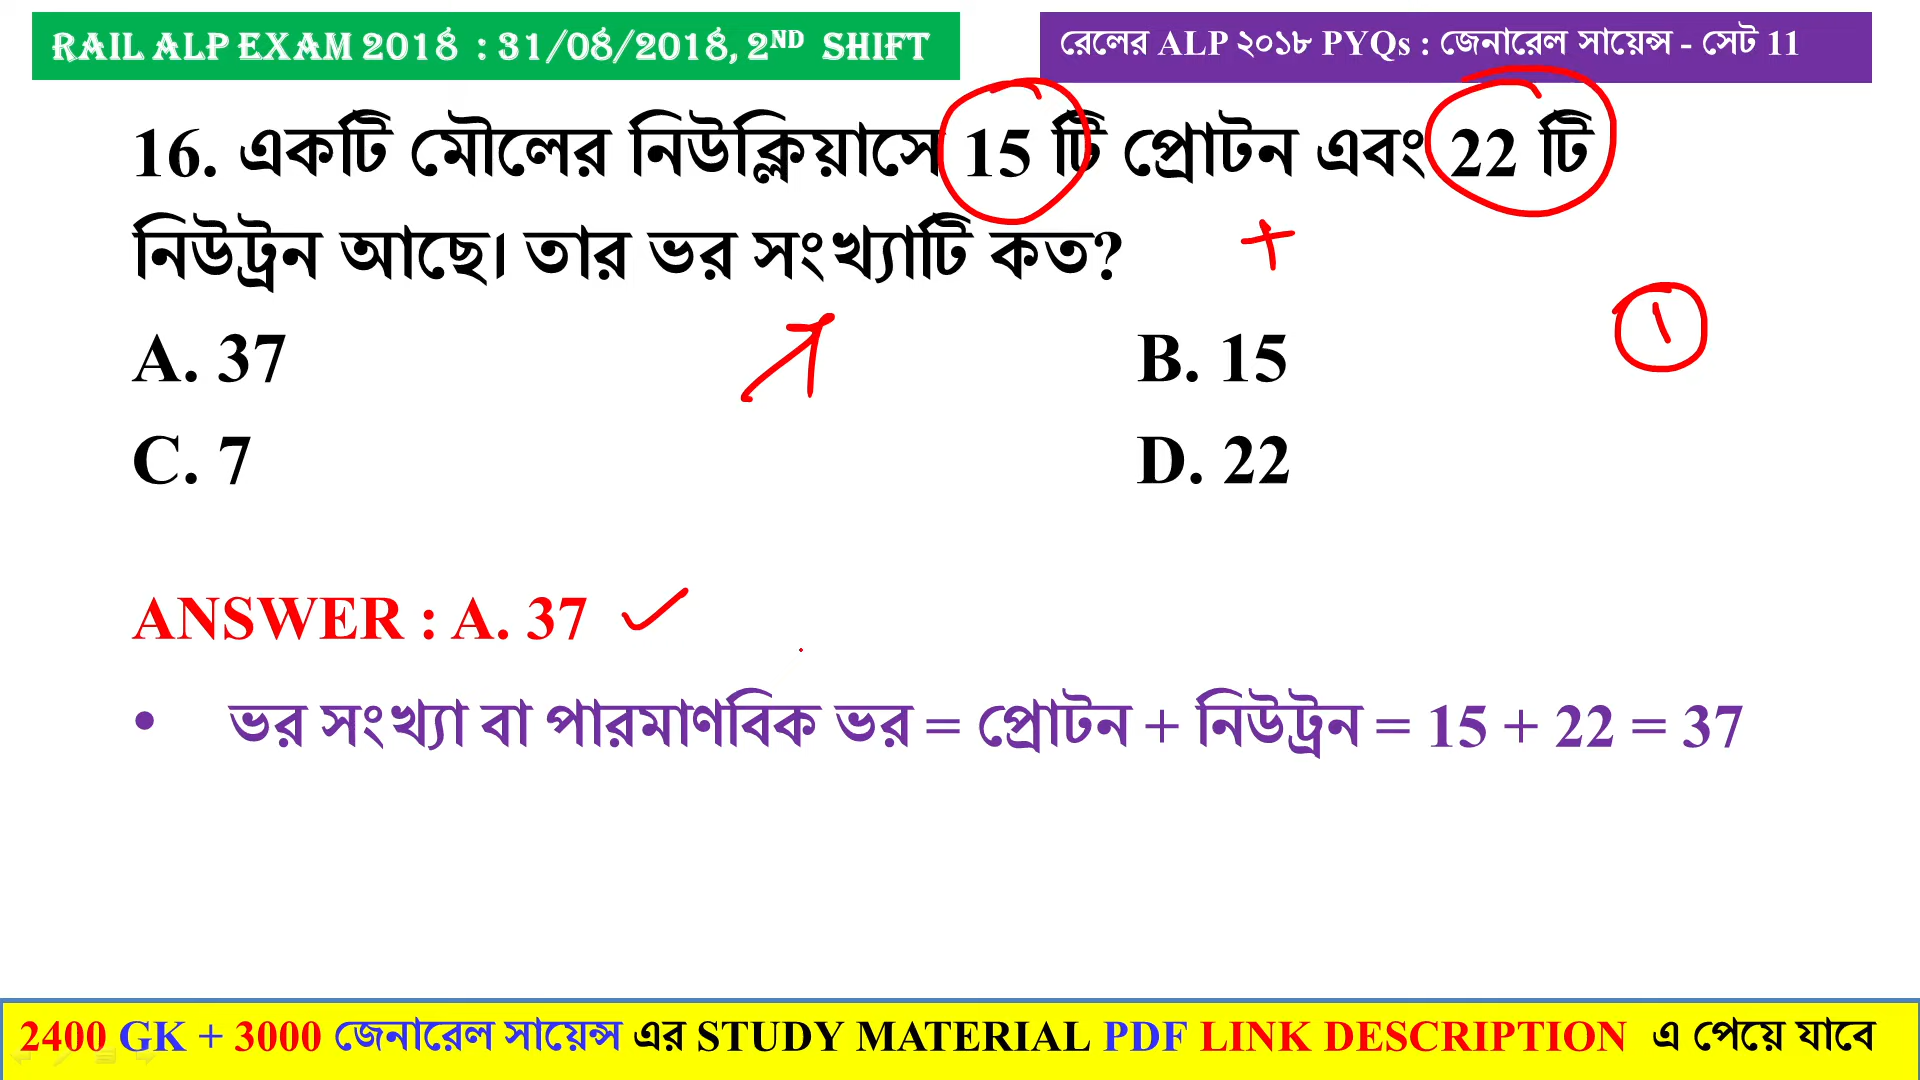 RAIL ALP EXAM 2018 : 31/08/2018, 2ND SHIFT
রেলের ALP ২০১৮ PYQs : জেনারেল সায়েন্স - সেট 11
16. একটি মৌলের নিউক্লিয়াসে 15 টি প্রোটন এবং 22 টি
নিউট্রন আছে। তার ভর সংখ্যাটি কত?
+
1
A. 37
B. 15
C. 7
D. 22
ANSWER : A. 37
• ভর সংখ্যা বা পারমাণবিক ভর = প্রোটন + নিউট্রন = 15 + 22 = 37
2400 GK + 3000 জেনারেল সায়েন্স এর STUDY MATERIAL PDF LINK DESCRIPTION এ পেয়ে যাবে